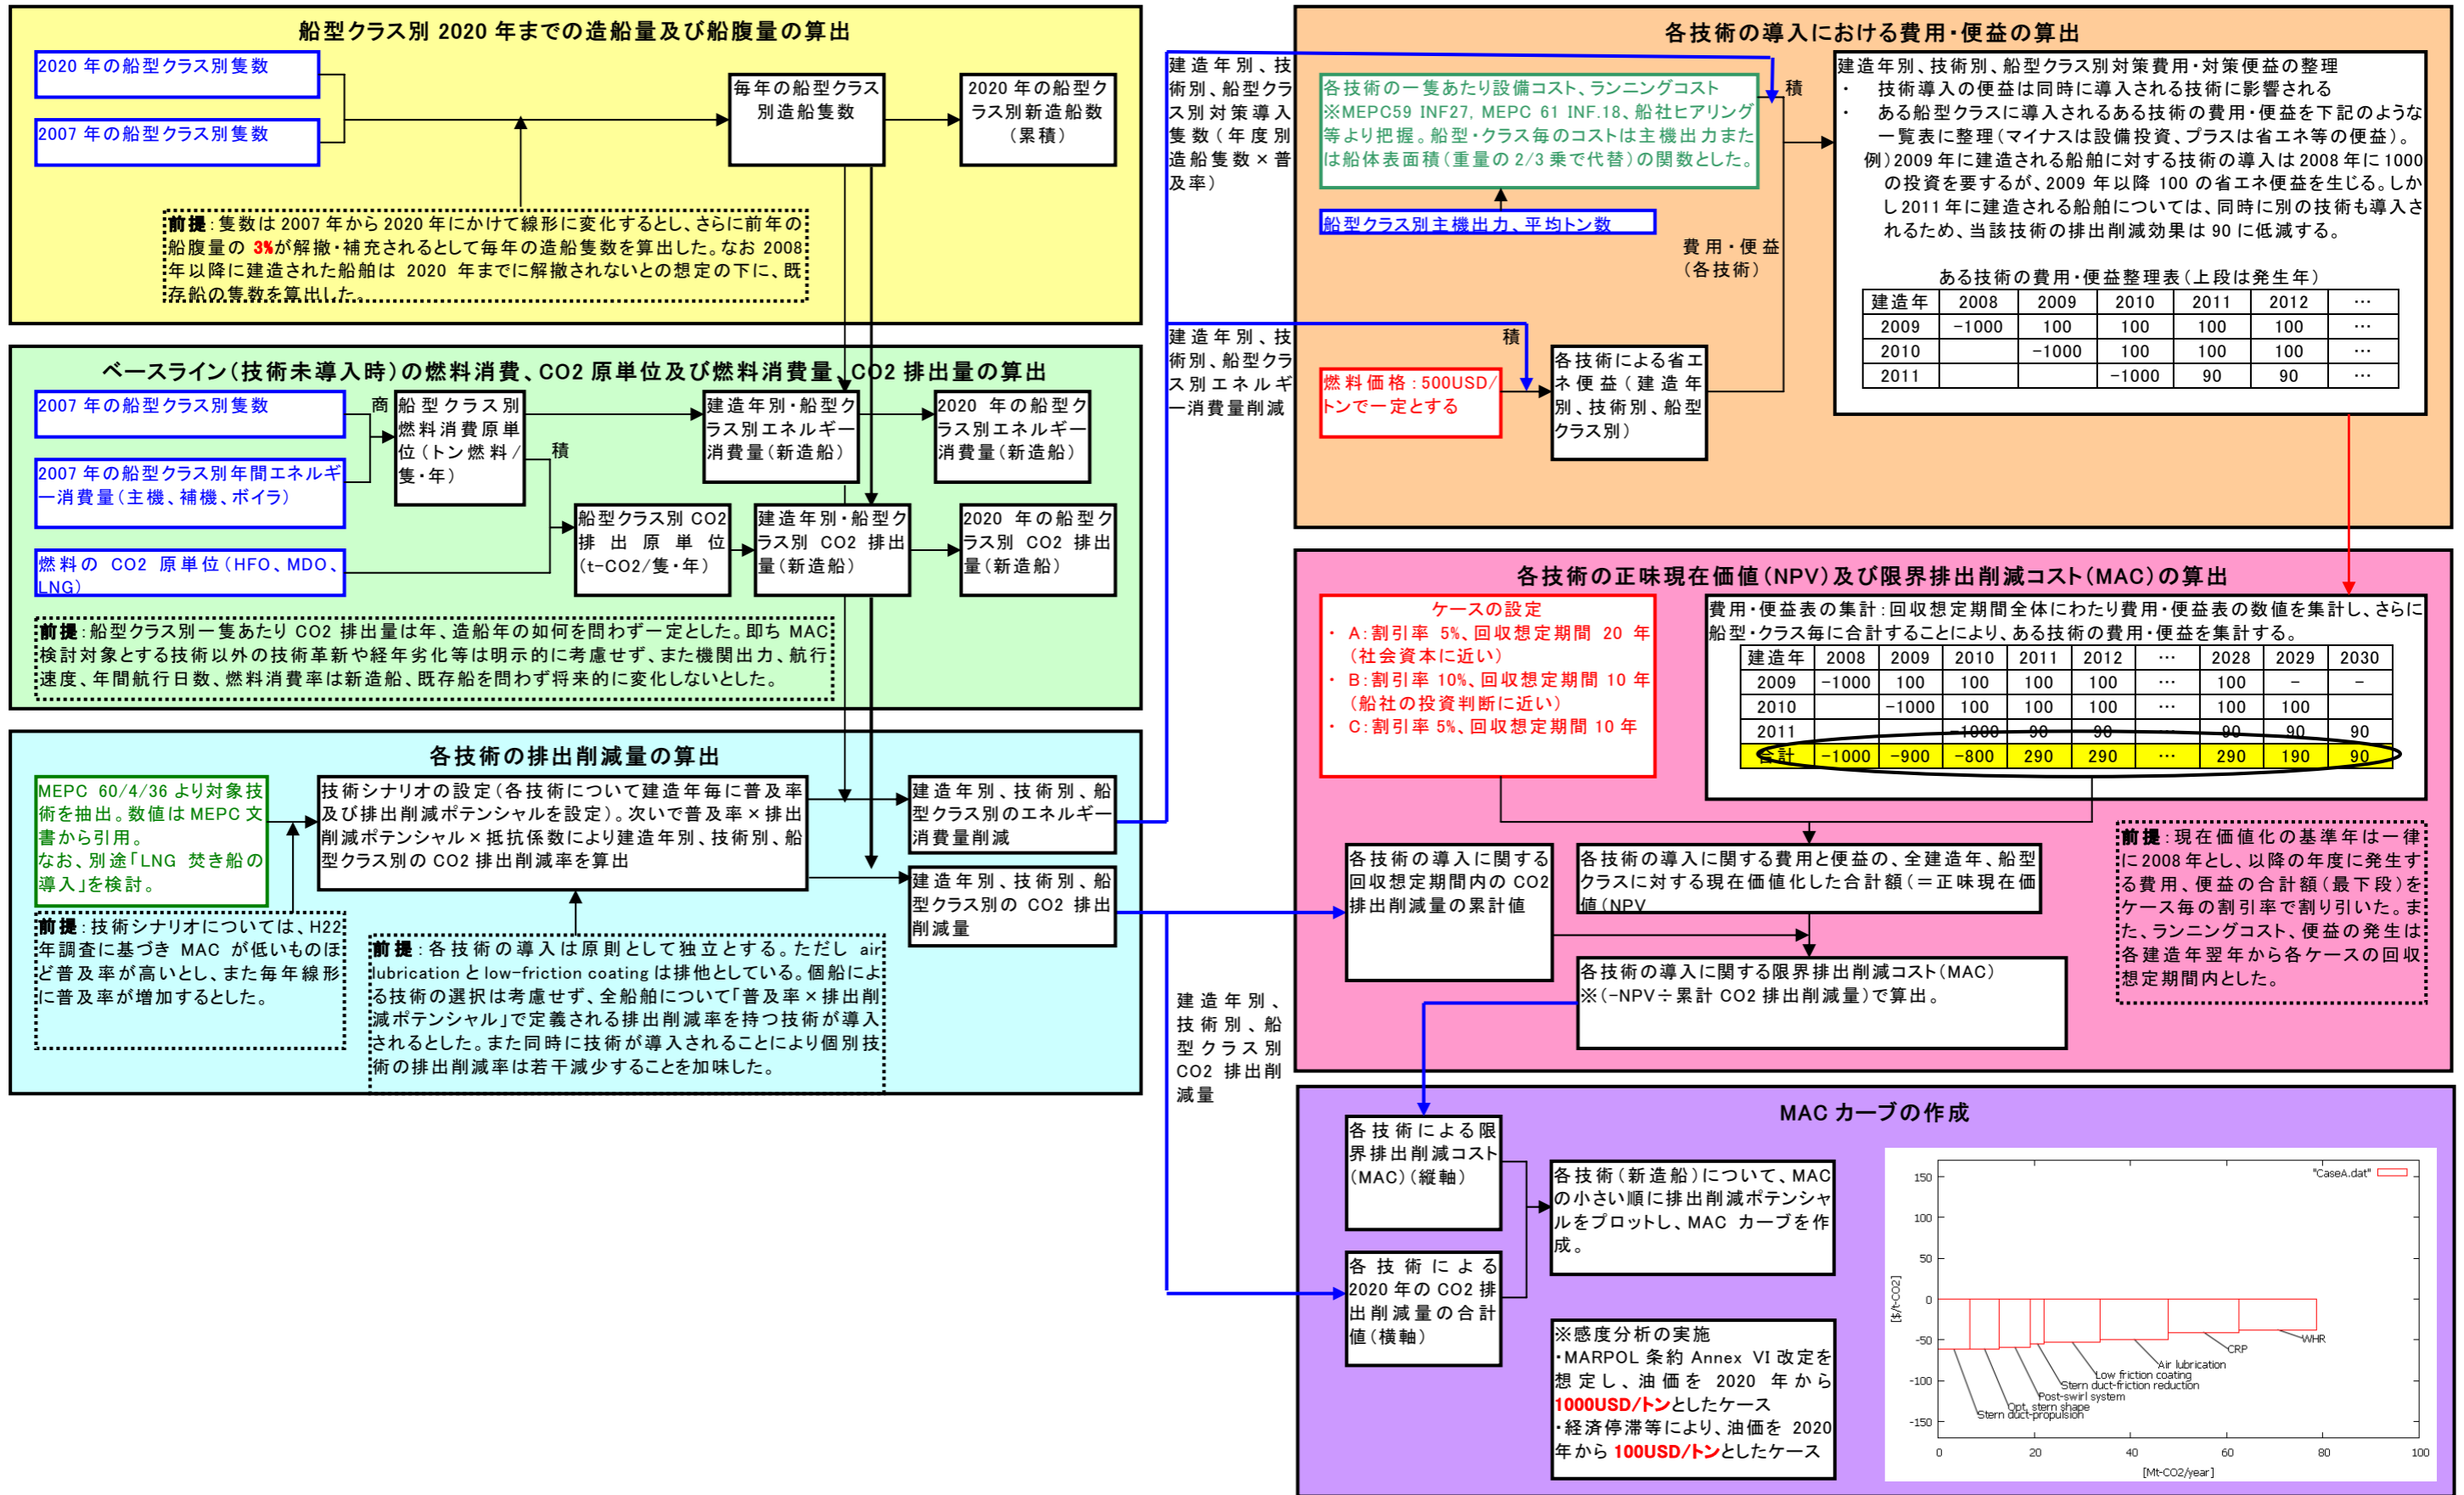 船型クラス別 2020 年までの造船量及び船腹量の算出
2020 年の船型クラス別隻数
2007 年の船型クラス別隻数
毎年の船型クラス
別造船隻数
2020 年の船型ク
ラス別新造船数
(累積)
前提:隻数は 2007 年から 2020 年にかけて線形に変化するとし、さらに前年の
船腹量の 3%が解撤・補充されるとして毎年の造船隻数を算出した。なお 2008
年以降に建造された船舶は 2020 年までに解撤されないとの想定の下に、既
存船の隻数を算出した。
ベースライン(技術未導入時)の燃料消費、CO2 原単位及び燃料消費量、CO2 排出量の算出
2007 年の船型クラス別隻数
2007 年の船型クラス別年間エネルギ
ー消費量(主機、補機、ボイラ)
燃料の CO2 原単位(HFO、MDO、
LNG)
商
船型クラス別
燃料消費原単
位(トン燃料/
隻・年)
積
建造年別・船型ク
ラス別エネルギー
消費量(新造船)
2020 年の船型ク
ラス別エネルギー
消費量(新造船)
船型クラス別 CO2
排出原単位
(t-CO2/隻・年)
建造年別・船型ク
ラス別 CO2 排出
量(新造船)
2020 年の船型ク
ラス別 CO2 排出
量(新造船)
前提:船型クラス別一隻あたり CO2 排出量は年、造船年の如何を問わず一定とした。即ち MAC
検討対象とする技術以外の技術革新や経年劣化等は明示的に考慮せず、また機関出力、航行
速度、年間航行日数、燃料消費率は新造船、既存船を問わず将来的に変化しないとした。
各技術の排出削減量の算出
MEPC 60/4/36 より対象技
術を抽出。数値は MEPC 文
書から引用。
なお、別途「LNG 焚き船の
導入」を検討。
技術シナリオの設定(各技術について建造年毎に普及率
及び排出削減ポテンシャルを設定)。次いで普及率×排出
削減ポテンシャル×抵抗係数により建造年別、技術別、船
型クラス別の CO2 排出削減率を算出
建造年別、技術別、船
型クラス別のエネルギー
消費量削減
建造年別、技術別、船
型クラス別の CO2 排出
削減量
前提:技術シナリオについては、H22
年調査に基づき MAC が低いものほ
ど普及率が高いとし、また毎年線形
に普及率が増加するとした。
前提:各技術の導入は原則として独立とする。ただし air
lubrication と low-friction coating は排他としている。個船によ
る技術の選択は考慮せず、全船舶について「普及率×排出削
減ポテンシャル」で定義される排出削減率を持つ技術が導入
されるとした。また同時に技術が導入されることにより個別技
術の排出削減率は若干減少することを加味した。
建造年別、技
術別、船型クラ
ス別対策導入
隻数(年度別
造船隻数×普
及率)
建造年別、技
術別、船型クラ
ス別エネルギ
ー消費量削減
建造年別、
技術別、船
型クラス別
CO2 排出削
減量
各技術の導入における費用・便益の算出
各技術の一隻あたり設備コスト、ランニングコスト
※MEPC59 INF27, MEPC 61 INF.18、船社ヒアリング
等より把握。船型・クラス毎のコストは主機出力また
は船体表面積(重量の 2/3 乗で代替)の関数とした。
船型クラス別主機出力、平均トン数
積
費用・便益
(各技術)
積
燃料価格:500USD/
トンで一定とする
各技術による省エ
ネ便益(建造年
別、技術別、船型
クラス別)
建造年別、技術別、船型クラス別対策費用・対策便益の整理
・ 技術導入の便益は同時に導入される技術に影響される
・ ある船型クラスに導入されるある技術の費用・便益を下記のような
一覧表に整理(マイナスは設備投資、プラスは省エネ等の便益)。
例)2009 年に建造される船舶に対する技術の導入は 2008 年に 1000
の投資を要するが、2009 年以降 100 の省エネ便益を生じる。しか
し 2011 年に建造される船舶については、同時に別の技術も導入さ
れるため、当該技術の排出削減効果は 90 に低減する。
ある技術の費用・便益整理表(上段は発生年)
建造年 2008 2009 2010 2011 2012 …
2009 -1000 100 100 100 100 …
2010 -1000 100 100 100 …
2011 -1000 90 90 …
各技術の正味現在価値(NPV)及び限界排出削減コスト(MAC)の算出
ケースの設定
・ A:割引率 5%、回収想定期間 20 年
(社会資本に近い)
・ B:割引率 10%、回収想定期間 10 年
(船社の投資判断に近い)
・ C:割引率 5%、回収想定期間 10 年
費用・便益表の集計:回収想定期間全体にわたり費用・便益表の数値を集計し、さらに
船型・クラス毎に合計することにより、ある技術の費用・便益を集計する。
建造年 2008 2009 2010 2011 2012 … 2028 2029 2030
2009 -1000 100 100 100 100 … 100 - -
2010 -1000 100 100 100 … 100 100
2011 -1000 90 90 … 90 90 90
合計 -1000 -900 -800 290 290 … 290 190 90
各技術の導入に関する
回収想定期間内の CO2
排出削減量の累計値
各技術の導入に関する費用と便益の、全建造年、船型
クラスに対する現在価値化した合計額(=正味現在価
値(NPV
各技術の導入に関する限界排出削減コスト(MAC)
※(-NPV÷累計 CO2 排出削減量)で算出。
前提:現在価値化の基準年は一律
に 2008 年とし、以降の年度に発生す
る費用、便益の合計額(最下段)を
ケース毎の割引率で割り引いた。ま
た、ランニングコスト、便益の発生は
各建造年翌年から各ケースの回収
想定期間内とした。
MAC カーブの作成
各技術による限
界排出削減コスト
(MAC)(縦軸)
各技術による
2020 年の CO2 排
出削減量の合計
値(横軸)
各技術(新造船)について、MAC
の小さい順に排出削減ポテンシャ
ルをプロットし、MAC カーブを作
成。
※感度分析の実施
・MARPOL 条約 Annex VI 改定を
想定し、油価を 2020 年から
1000USD/トンとしたケース
・経済停滞等により、油価を 2020
年から 100USD/トンとしたケース
"CaseA.dat"
150
100
50
0
-50
-100
-150
[$/t-CO2]
WHR
CRP
Air lubrication
Low friction coating
Stern duct-friction reduction
Post-swirl system
Opt. stern shape
Stern duct-propulsion
0 20 40 60 80 100
[Mt-CO2/year]